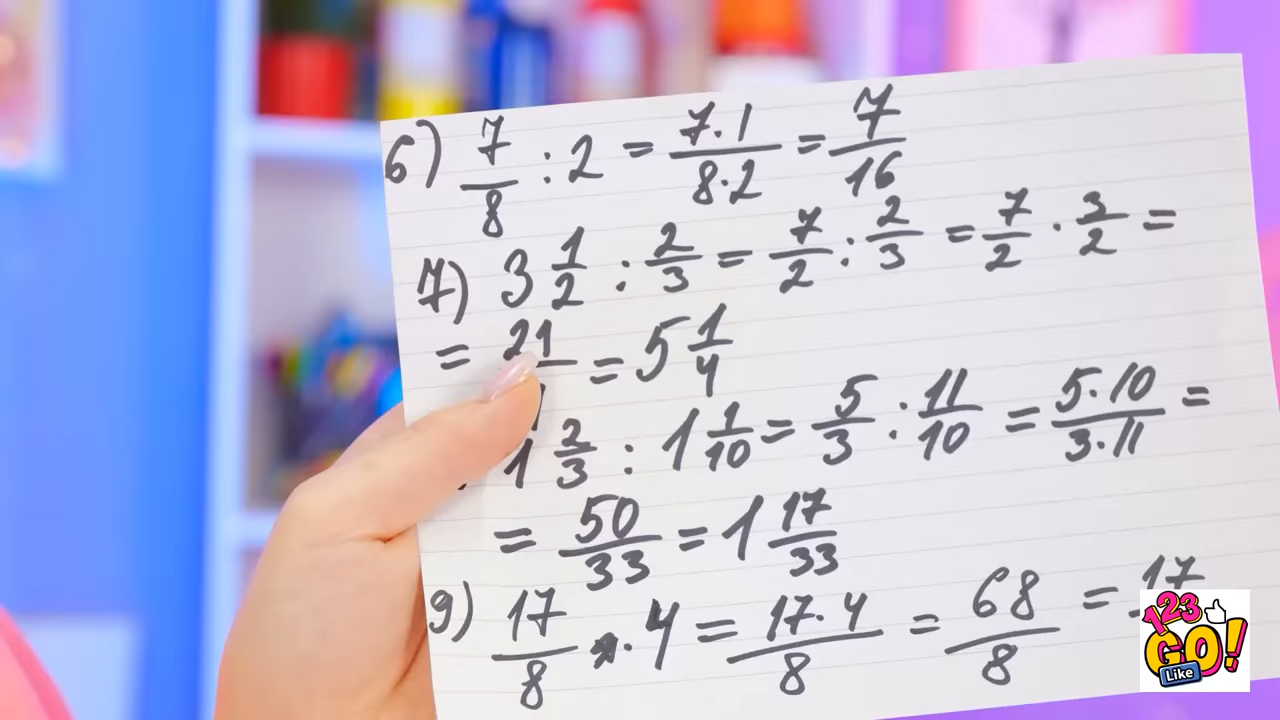 6) 7/8 : 2 = 7·1/8·2 = 7/16
7) 3 1/2 : 2/3 = 7/2 : 2/3 = 7/2 · 3/2 =
= 21/ = 5 1/4
1 2/3 : 1 1/10 = 5/3 : 11/10 = 5·10/3·11 =
= 50/33 = 1 17/33
9) 17/8 · 4 = 17·4/8 = 68/8 = 17
123
GO!
Like